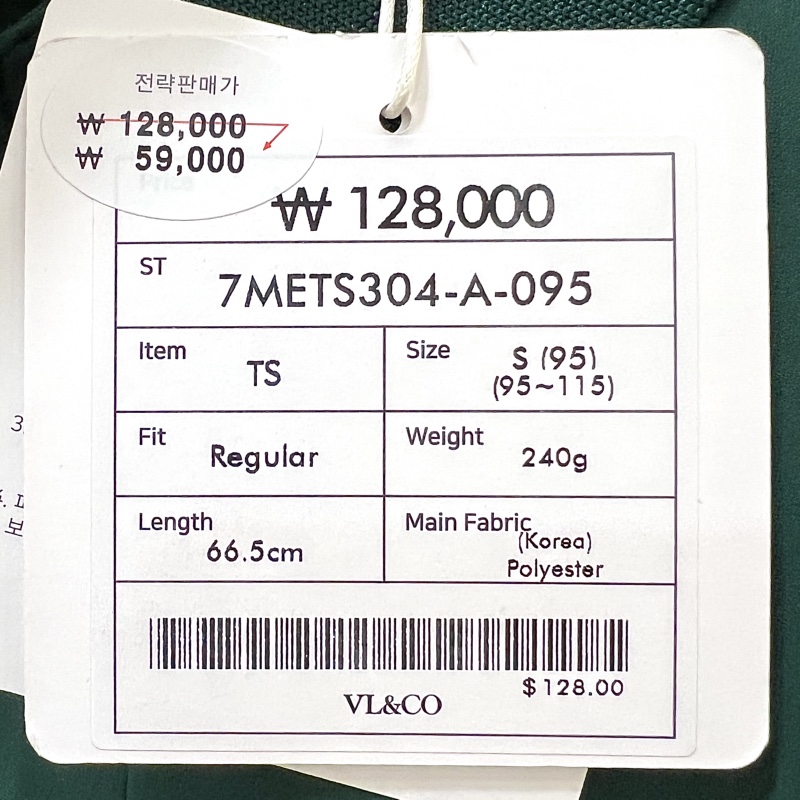 전략판매가
₩ 128,000
₩ 59,000
Price
₩ 128,000
ST
7METS304-A-095
Item
TS
Size
S (95)
(95~115)
Fit
Regular
Weight
240g
Length
66.5cm
Main Fabric
(Korea)
Polyester
$128.00
VL&CO